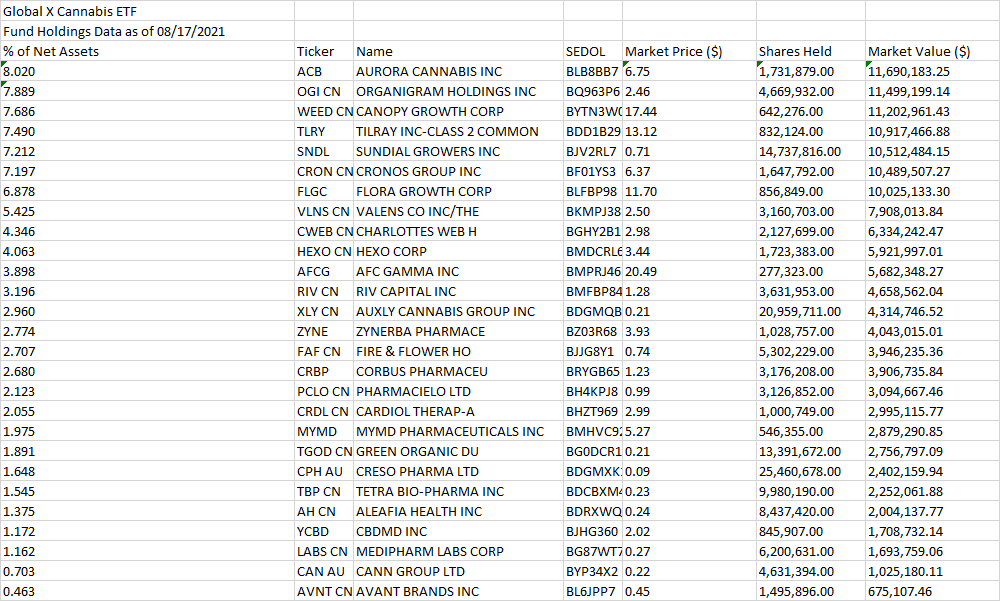 Global X Cannabis ETF
Fund Holdings Data as of 08/17/2021
% of Net Assets Ticker Name SEDOL Market Price ($) Shares Held Market Value ($)
8.020 ACB AURORA CANNABIS INC BLB8BB7 6.75 1,731,879.00 11,690,183.25
7.889 OGI CN ORGANIGRAM HOLDINGS INC BQ963P6 2.46 4,669,932.00 11,499,199.14
7.686 WEED CN CANOPY GROWTH CORP BYTN3W0 17.44 642,276.00 11,202,961.43
7.490 TLRY TILRAY INC-CLASS 2 COMMON BDD1B29 13.12 832,124.00 10,917,466.88
7.212 SNDL SUNDIAL GROWERS INC BJV2RL7 0.71 14,737,816.00 10,512,484.15
7.197 CRON CN CRONOS GROUP INC BF01YS3 6.37 1,647,792.00 10,489,507.27
6.878 FLGC FLORA GROWTH CORP BLFBP98 11.70 856,849.00 10,025,133.30
5.425 VLNS CN VALENS CO INC/THE BKMPJ38 2.50 3,160,703.00 7,908,013.84
4.346 CWEB CN CHARLOTTES WEB H BGHY2B1 2.98 2,127,699.00 6,334,242.47
4.063 HEXO CN HEXO CORP BMDCRL6 3.44 1,723,383.00 5,921,997.01
3.898 AFCG AFC GAMMA INC BMPRJ46 20.49 277,323.00 5,682,348.27
3.196 RIV CN RIV CAPITAL INC BMFBP84 1.28 3,631,953.00 4,658,562.04
2.960 XLY CN AUXLY CANNABIS GROUP INC BDGMQB 0.21 20,959,711.00 4,314,746.52
2.774 ZYNE ZYNERBA PHARMACE BZ03R68 3.93 1,028,757.00 4,043,015.01
2.707 FAF CN FIRE & FLOWER HO BJJG8Y1 0.74 5,302,229.00 3,946,235.36
2.680 CRBP CORBUS PHARMACEU BRYGB65 1.23 3,176,208.00 3,906,735.84
2.123 PCLO CN PHARMACIELO LTD BH4KPJ8 0.99 3,126,852.00 3,094,667.46
2.055 CRDL CN CARDIOL THERAP-A BHZT969 2.99 1,000,749.00 2,995,115.77
1.975 MYMD MYMD PHARMACEUTICALS INC BMHVC92 5.27 546,355.00 2,879,290.85
1.891 TGOD CN GREEN ORGANIC DU BG0DCR1 0.21 13,391,672.00 2,756,797.09
1.648 CPH AU CRESO PHARMA LTD BDGMXK 0.09 25,460,678.00 2,402,159.94
1.545 TBP CN TETRA BIO-PHARMA INC BDCBXM4 0.23 9,980,190.00 2,252,061.88
1.375 AH CN ALEAFIA HEALTH INC BDRXWQ 0.24 8,437,420.00 2,004,137.77
1.172 YCBD CBDMD INC BJHG360 2.02 845,907.00 1,708,732.14
1.162 LABS CN MEDIPHARM LABS CORP BG87WT7 0.27 6,200,631.00 1,693,759.06
0.703 CAN AU CANN GROUP LTD BYP34X2 0.22 4,631,394.00 1,025,180.11
0.463 AVNT CN AVANT BRANDS INC BL6JPP7 0.45 1,495,896.00 675,107.46